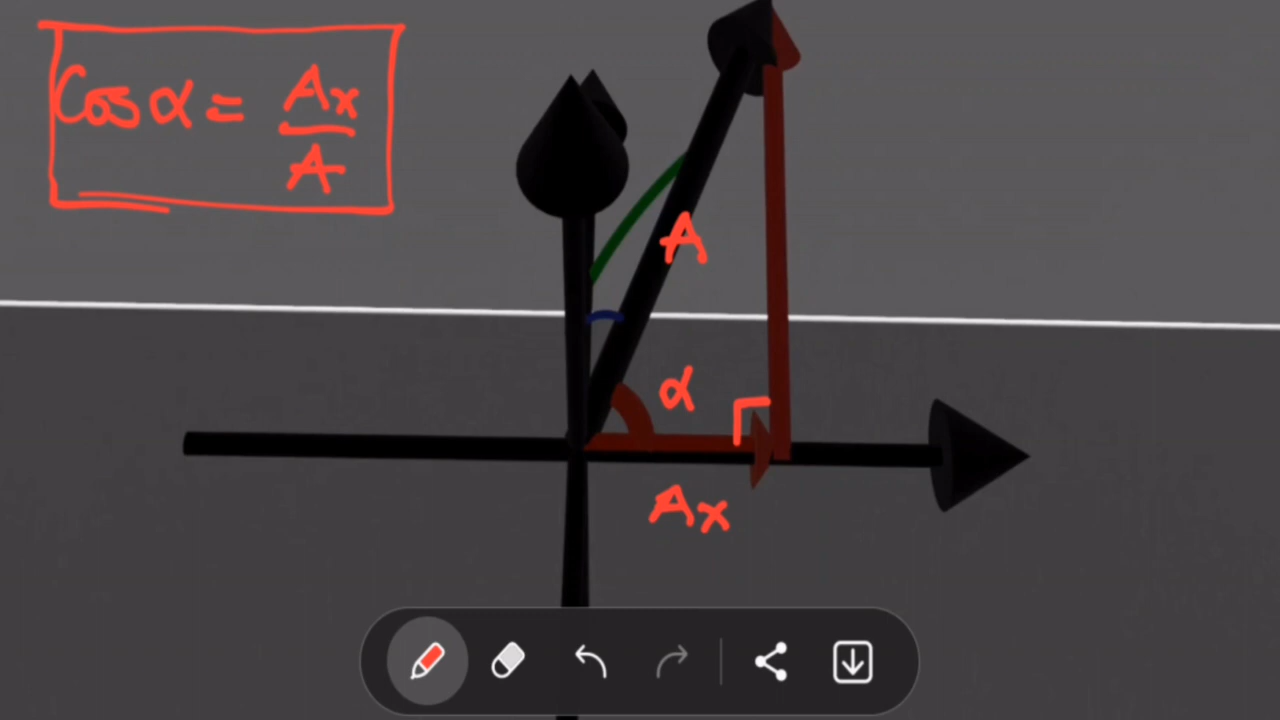 Cos α = Ax/A
A
α
Ax